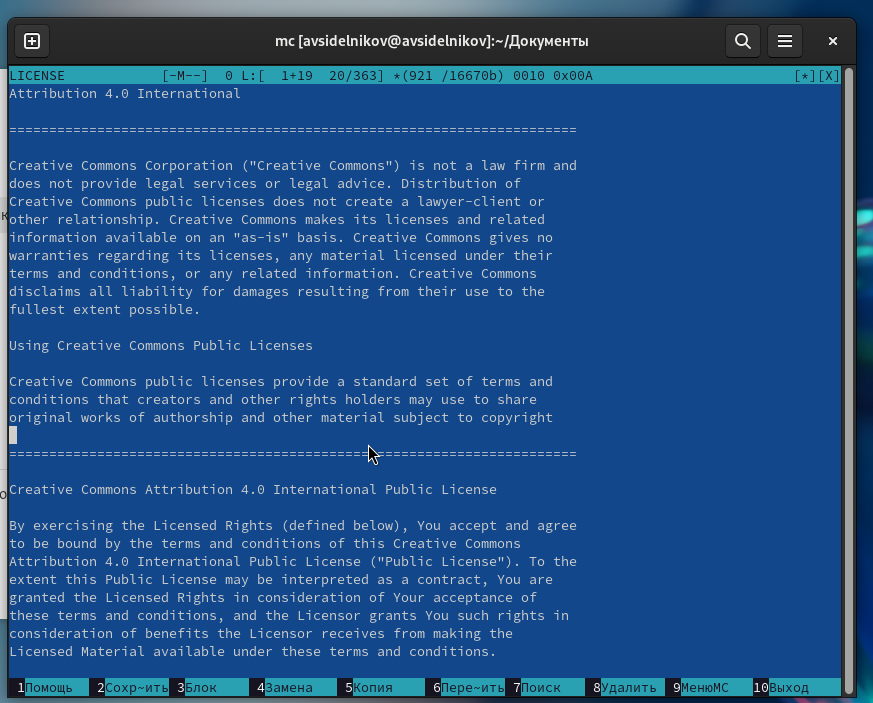 mc [avsidelnikov@avsidelnikov]:~/Документы
LICENSE [-M--] 0 L:[ 1+19 20/363] *(921 /16670b) 0010 0x00A [*][X]
Attribution 4.0 International
=======================================================================
Creative Commons Corporation ("Creative Commons") is not a law firm and
does not provide legal services or legal advice. Distribution of
Creative Commons public licenses does not create a lawyer-client or
other relationship. Creative Commons makes its licenses and related
information available on an "as-is" basis. Creative Commons gives no
warranties regarding its licenses, any material licensed under their
terms and conditions, or any related information. Creative Commons
disclaims all liability for damages resulting from their use to the
fullest extent possible.
Using Creative Commons Public Licenses
Creative Commons public licenses provide a standard set of terms and
conditions that creators and other rights holders may use to share
original works of authorship and other material subject to copyright
=======================================================================
Creative Commons Attribution 4.0 International Public License
By exercising the Licensed Rights (defined below), You accept and agree
to be bound by the terms and conditions of this Creative Commons
Attribution 4.0 International Public License ("Public License"). To the
extent this Public License may be interpreted as a contract, You are
granted the Licensed Rights in consideration of Your acceptance of
these terms and conditions, and the Licensor grants You such rights in
consideration of benefits the Licensor receives from making the
Licensed Material available under these terms and conditions.
1Помощь 2Сохр~ить 3Блок 4Замена 5Копия 6Пере~ить 7Поиск 8Удалить 9МенюMC 10Выход